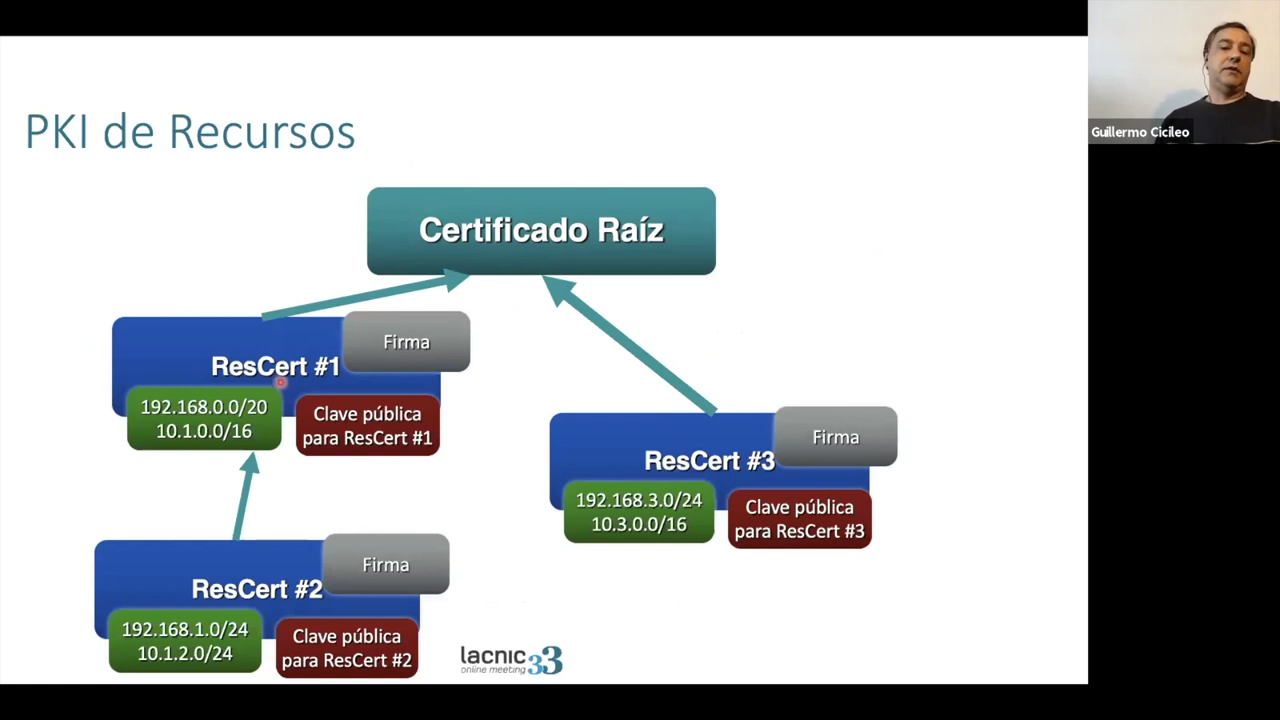 PKI de Recursos
Guillermo Cicileo
Certificado Raíz
Firma
ResCert #1
192.168.0.0/20
10.1.0.0/16
Clave pública
para ResCert #1
Firma
ResCert #3
192.168.3.0/24
10.3.0.0/16
Clave pública
para ResCert #3
Firma
ResCert #2
192.168.1.0/24
10.1.2.0/24
Clave pública
para ResCert #2
lacnic 33
online meeting